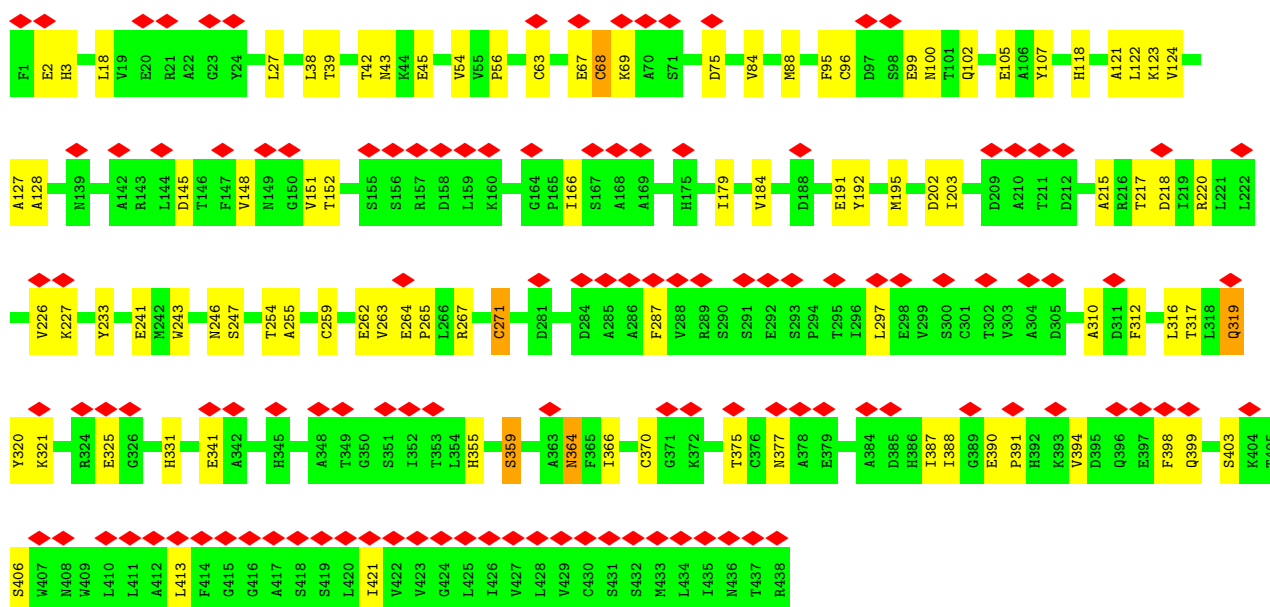 F1 E2 H3 L18 V19 E20 R21 A22 G23 Y24 L27 L38 T39 T42 N43 K44 E45 V54 V55 P56 C63 E67 C68 K69 A70 S71 D75 V84 M88 F95 C96 D97 S98 E99 N100 T101 Q102 E105 A106 Y107 H118 A121 L122 K123 V124
A127 A128 N139 A142 R143 L144 D145 T146 F147 V148 N149 G150 V151 T152 S155 S156 R157 D158 L159 K160 G164 P165 I166 S167 A168 A169 H175 I179 V184 D188 E191 Y192 M195 D202 I203 D209 A210 T211 D212 A215 R216 T217 D218 I219 R220 L221 L222
V226 K227 Y233 E241 M242 W243 N246 S247 T254 A255 C259 E262 V263 E264 P265 L266 R267 C271 D281 D284 A285 A286 F287 V288 R289 S290 S291 E292 S293 P294 T295 I296 L297 E298 V299 S300 C301 T302 V303 A304 D305 A310 D311 F312 L316 T317 L318 Q319
Y320 K321 R324 E325 G326 H331 E341 A342 H345 A348 T349 G350 S351 I352 T353 L354 H355 S359 A363 N364 F365 I366 C370 G371 K372 T375 C376 N377 A378 E379 A384 D385 H386 I387 I388 G389 E390 P391 H392 K393 V394 D395 Q396 E397 F398 Q399 S403 K404 T405
S406 W407 N408 W409 L410 L411 A412 L413 F414 G415 G416 A417 S418 S419 L420 I421 V422 V423 G424 L425 I426 V427 L428 V429 C430 S431 S432 M433 L434 I435 N436 T437 R438